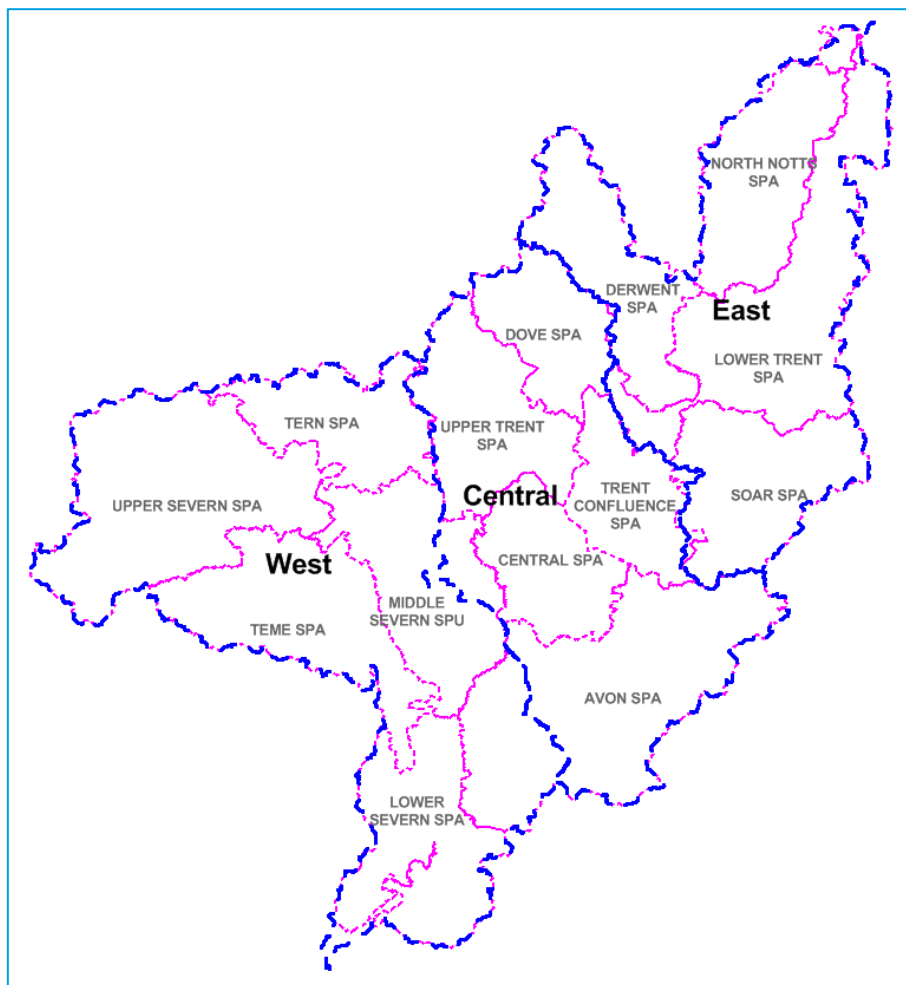 NORTH NOTTS
SPA
DERWENT
SPA
East
DOVE SPA
LOWER TRENT
SPA
TERN SPA
UPPER TRENT
SPA
UPPER SEVERN SPA
Central
TRENT
CONFLUENCE
SPA
SOAR SPA
West
CENTRAL SPA
MIDDLE
SEVERN SPU
TEME SPA
AVON SPA
LOWER
SEVERN SPA